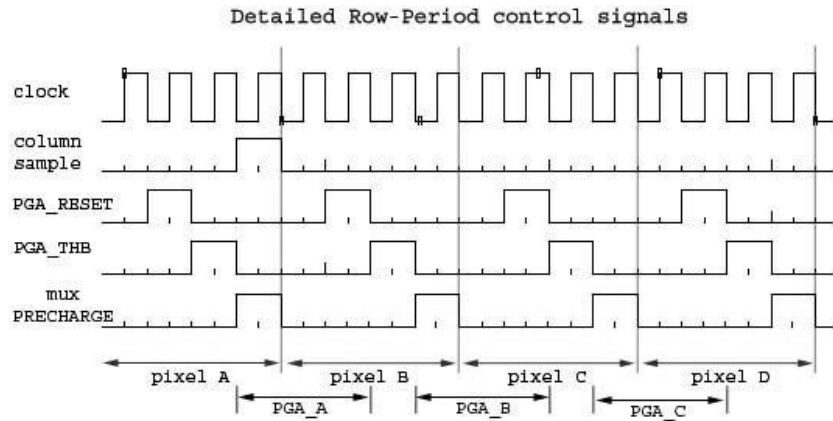 Detailed Row-Period control signals
clock
column
sample
PGA_RESET
PGA_THB
mux
PRECHARGE
pixel A
pixel B
pixel C
pixel D
PGA_A
PGA_B
PGA_C